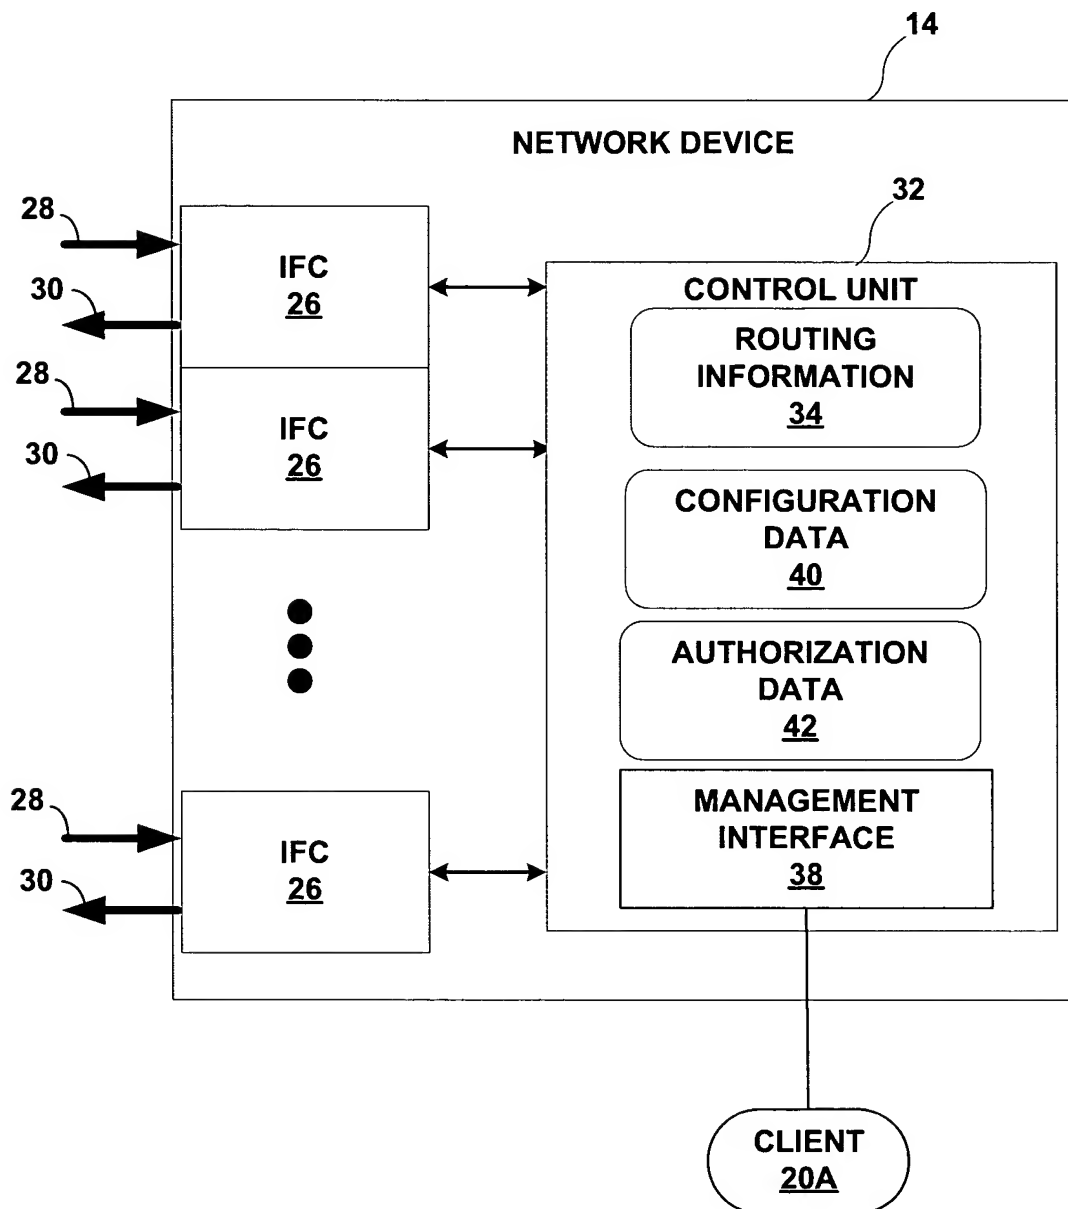 14
NETWORK DEVICE
32
28
30
IFC
26
28
30
IFC
26
28
30
IFC
26
CONTROL UNIT
ROUTING
INFORMATION
34
CONFIGURATION
DATA
40
AUTHORIZATION
DATA
42
MANAGEMENT
INTERFACE
38
CLIENT
20A